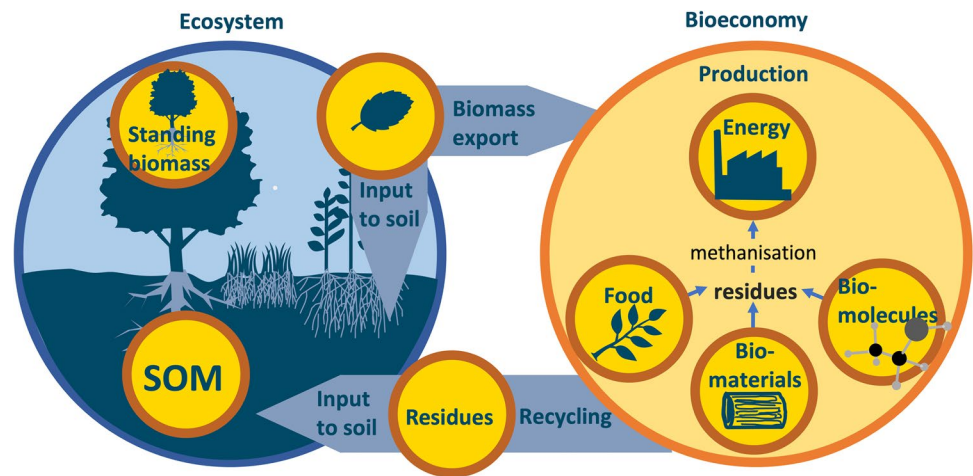 Ecosystem
Bioeconomy
Standing
biomass
Biomass
export
Input
to soil
Production
Energy
methanisation
residues
Food
Bio-
molecules
Bio-
materials
SOM
Input
to soil
Residues
Recycling